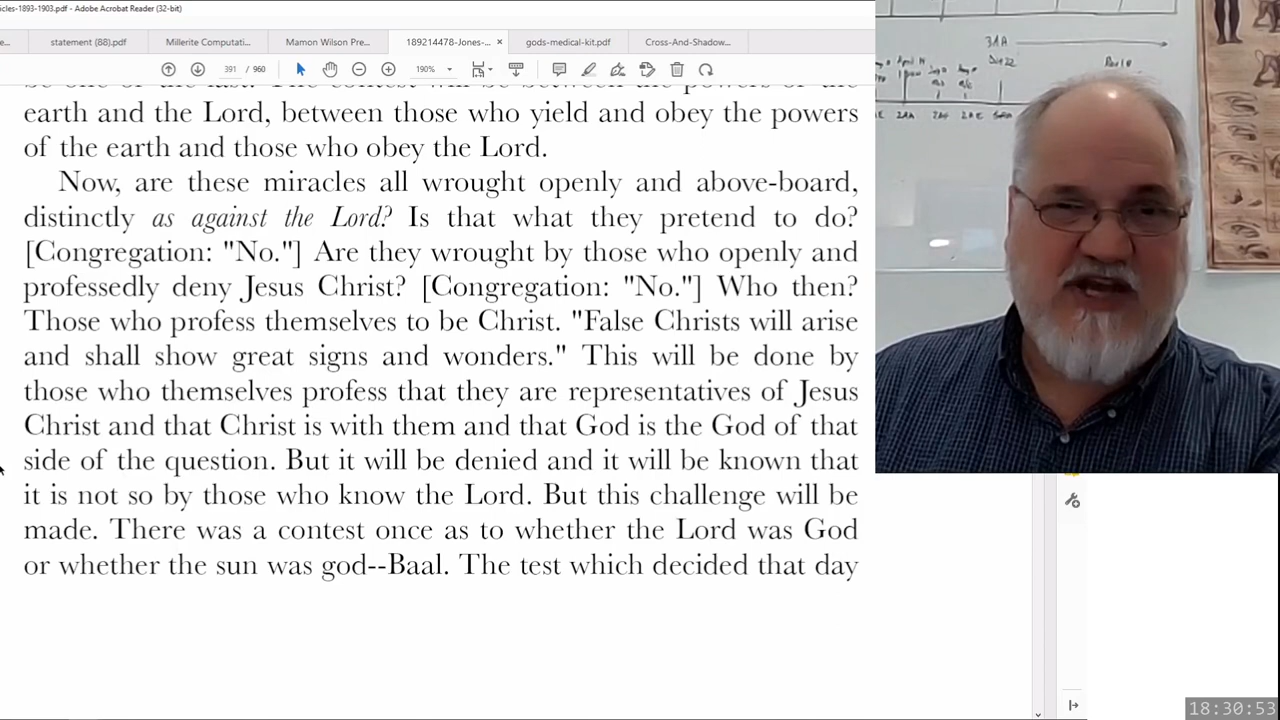 icles-1893-1903.pdf - Adobe Acrobat Reader (32-bit)
e... statement (88).pdf Millerite Computati... Mamon Wilson Pre... 189214478-Jones-... × gods-medical-kit.pdf Cross-And-Shadow...
391 / 960 190%
earth and the Lord, between those who yield and obey the powers
of the earth and those who obey the Lord.
Now, are these miracles all wrought openly and above-board,
distinctly as against the Lord? Is that what they pretend to do?
[Congregation: "No."] Are they wrought by those who openly and
professedly deny Jesus Christ? [Congregation: "No."] Who then?
Those who profess themselves to be Christ. "False Christs will arise
and shall show great signs and wonders." This will be done by
those who themselves profess that they are representatives of Jesus
Christ and that Christ is with them and that God is the God of that
side of the question. But it will be denied and it will be known that
it is not so by those who know the Lord. But this challenge will be
made. There was a contest once as to whether the Lord was God
or whether the sun was god--Baal. The test which decided that day
18:30:53